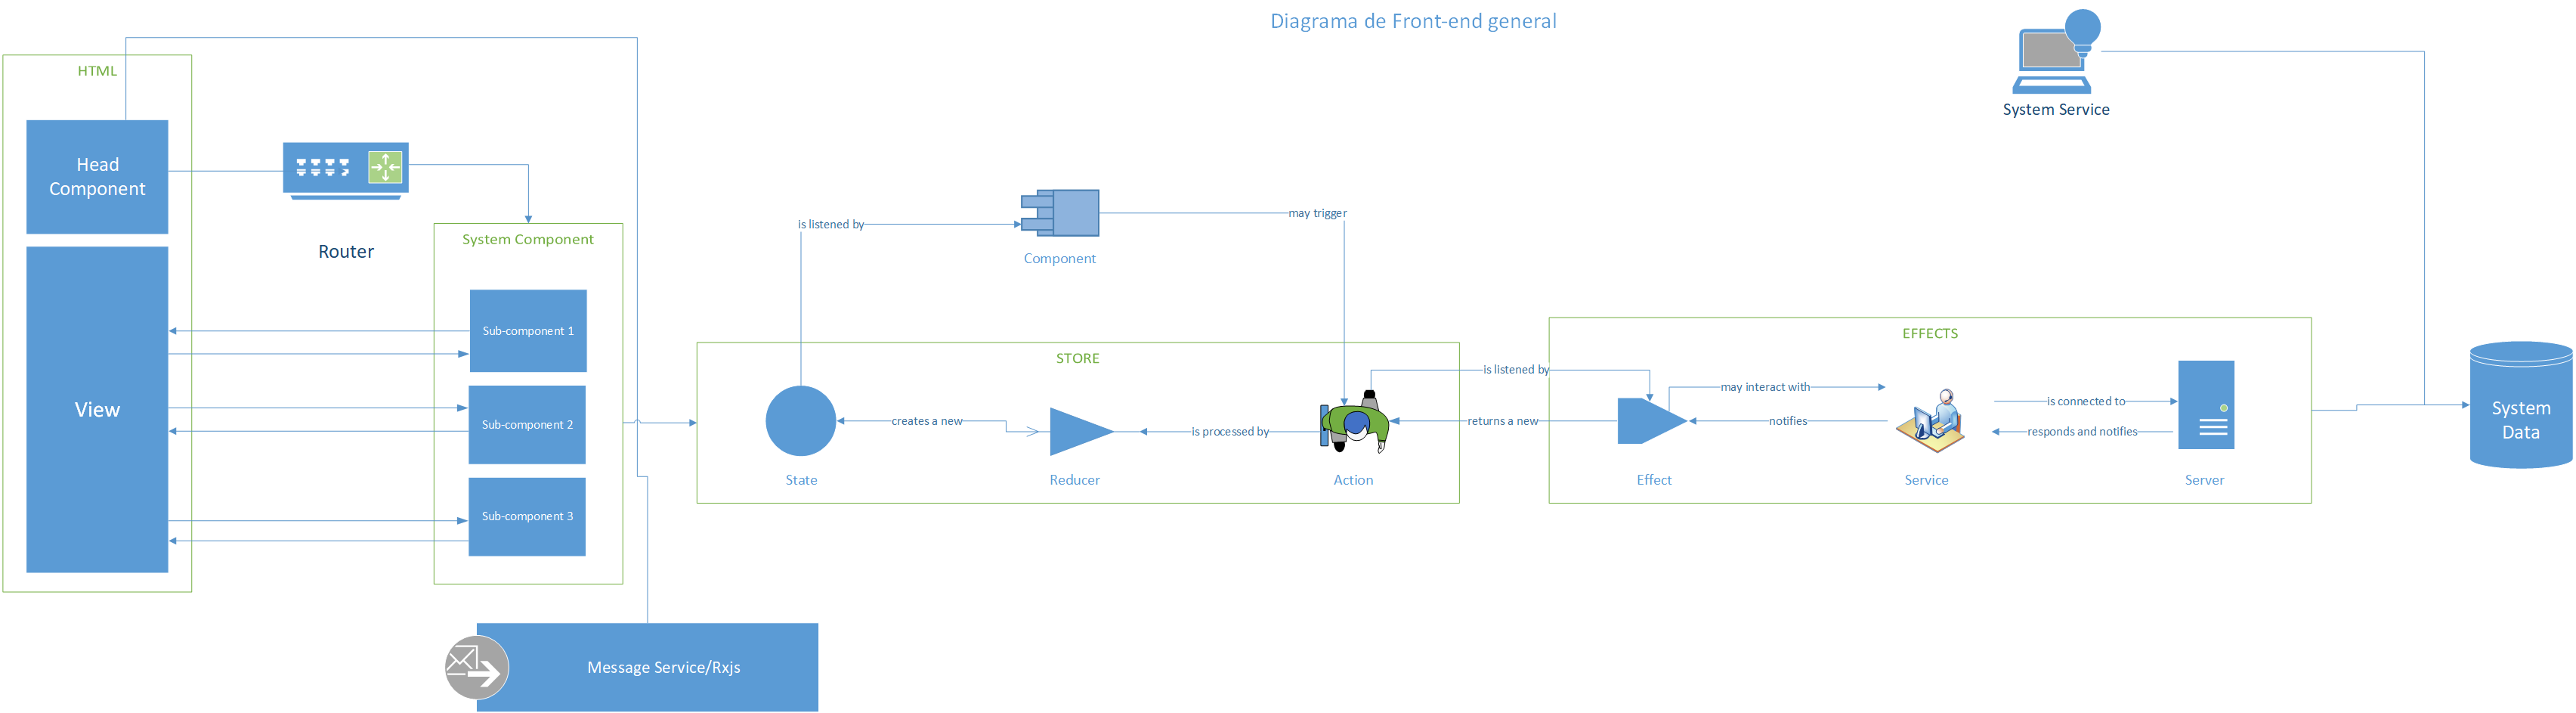 Diagrama de Front-end general
HTML
Head
Component
View
Router
System Component
Sub-component 1
Sub-component 2
Sub-component 3
Message Service/Rxjs
is listened by
Component
may trigger
STORE
State
creates a new
Reducer
is processed by
Action
is listened by
returns a new
EFFECTS
Effect
may interact with
notifies
Service
is connected to
responds and notifies
Server
System Service
System
Data